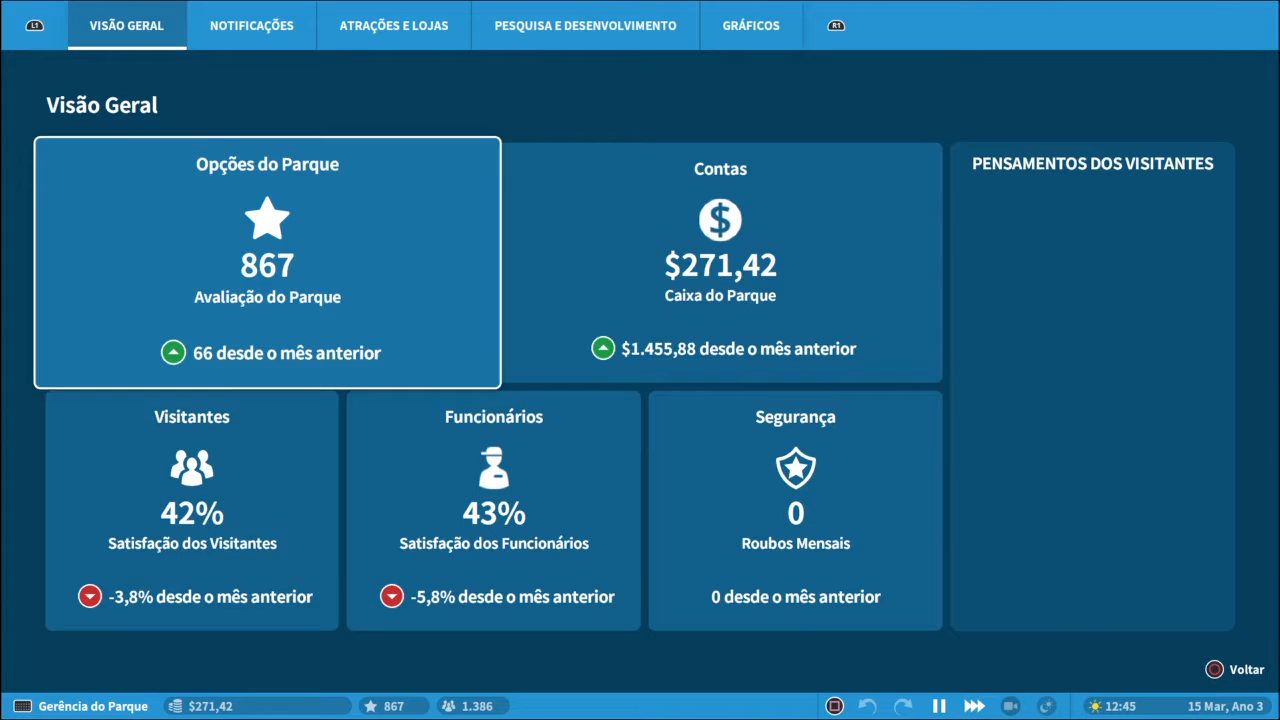 L1
VISÃO GERAL
NOTIFICAÇÕES
ATRAÇÕES E LOJAS
PESQUISA E DESENVOLVIMENTO
GRÁFICOS
R1
Visão Geral
Opções do Parque
867
Avaliação do Parque
66 desde o mês anterior
Contas
$
$271,42
Caixa do Parque
$1.455,88 desde o mês anterior
PENSAMENTOS DOS VISITANTES
Visitantes
42%
Satisfação dos Visitantes
-3,8% desde o mês anterior
Funcionários
43%
Satisfação dos Funcionários
-5,8% desde o mês anterior
Segurança
0
Roubos Mensais
0 desde o mês anterior
Voltar
Gerência do Parque
$271,42
867
1.386
12:45
15 Mar, Ano 3